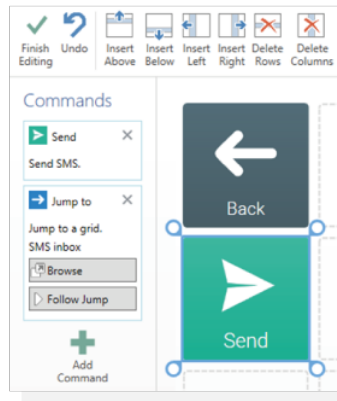 Finish Editing
Undo
Insert Above
Insert Below
Insert Left
Insert Right
Delete Rows
Delete Columns
Commands
Send
Send SMS.
Jump to
Jump to a grid.
SMS inbox
Browse
Follow Jump
Add
Command
Back
Send